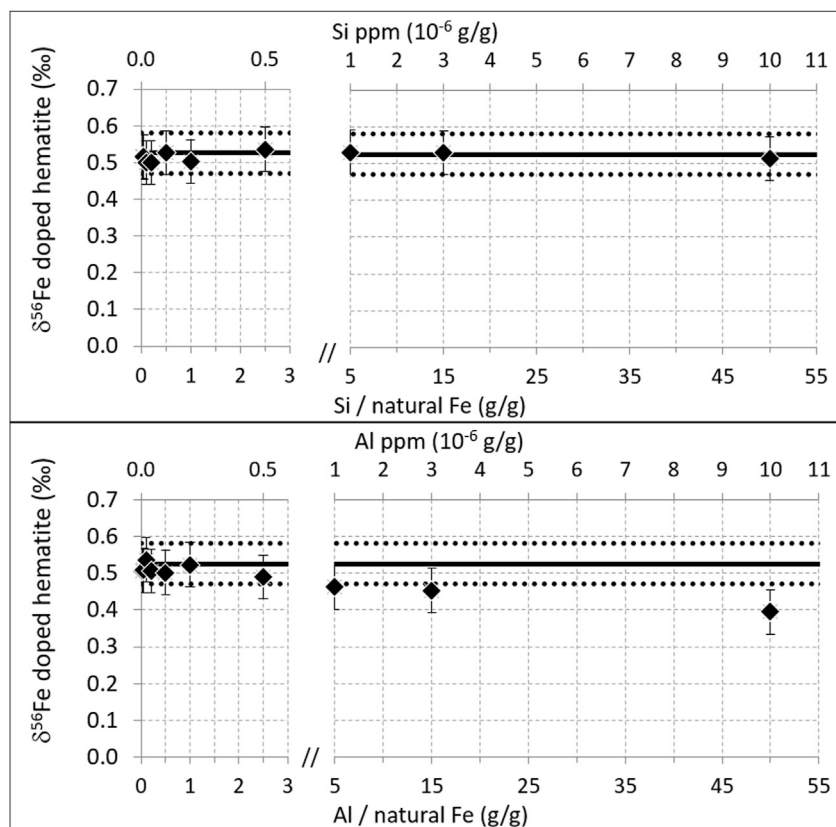 Si ppm (10⁻⁶ g/g)
0.0 0.5 1 2 3 4 5 6 7 8 9 10 11
δ⁵⁶Fe doped hematite (‰)
0.7
0.6
0.5
0.4
0.3
0.2
0.1
0.0
0 1 2 3 // 5 15 25 35 45 55
Si / natural Fe (g/g)
Al ppm (10⁻⁶ g/g)
0.0 0.5 1 2 3 4 5 6 7 8 9 10 11
δ⁵⁶Fe doped hematite (‰)
0.7
0.6
0.5
0.4
0.3
0.2
0.1
0.0
0 1 2 3 // 5 15 25 35 45 55
Al / natural Fe (g/g)